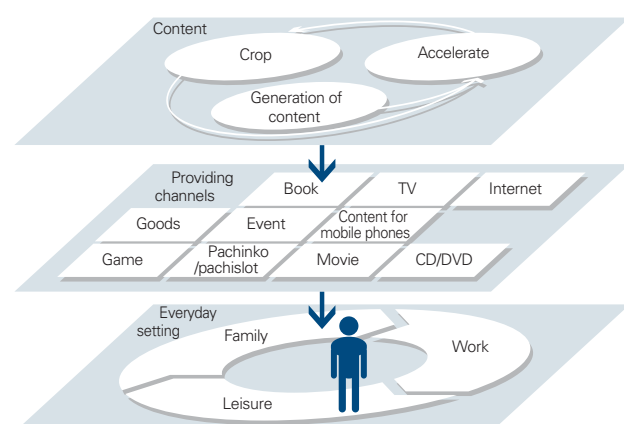 Content
Crop
Accelerate
Generation of
content
Providing
channels
Book
TV
Internet
Goods
Event
Content for
mobile phones
Game
Pachinko
/pachislot
Movie
CD/DVD
Everyday
setting
Family
Work
Leisure